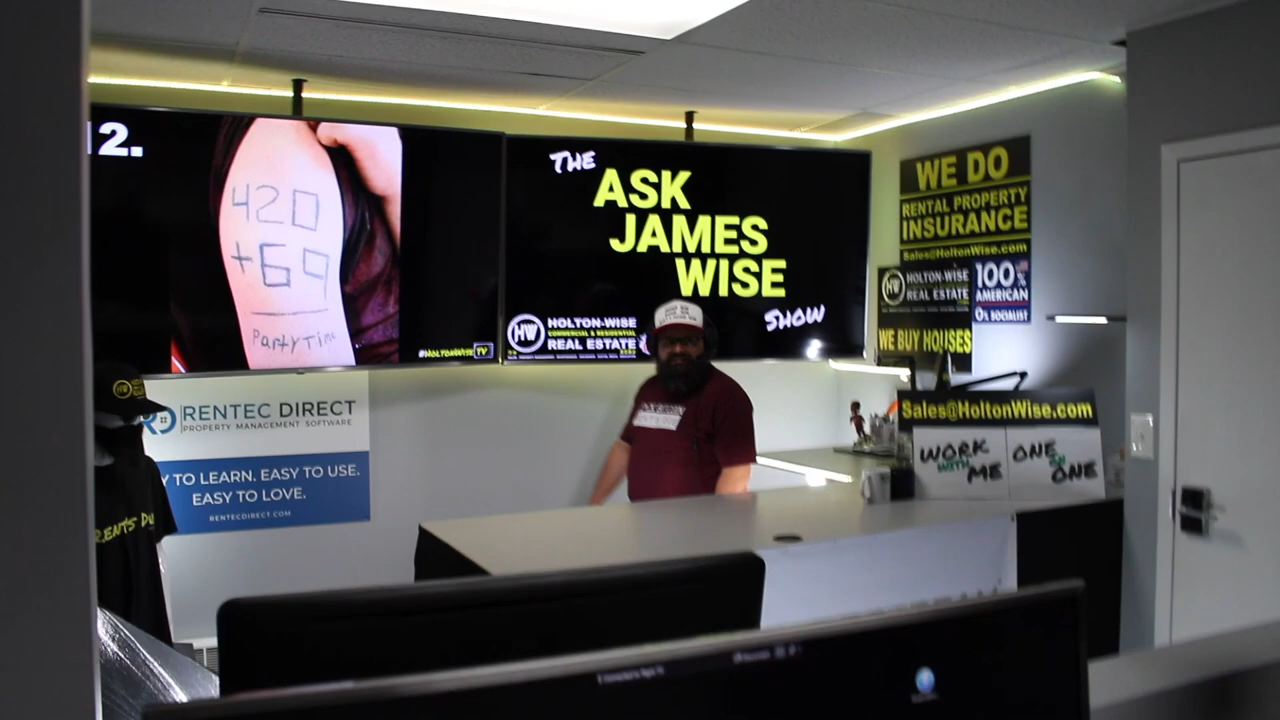 12.
420
+69
Party Time
#HOLTONWISETV
THE
ASK
JAMES
WISE
SHOW
HW
HOLTON-WISE
COMMERCIAL & RESIDENTIAL
REAL ESTATE
WE DO
RENTAL PROPERTY
INSURANCE
Sales@HoltonWise.com
HW
HOLTON-WISE
REAL ESTATE
100%
AMERICAN
0% SOCIALIST
WE BUY HOUSES
Sales@HoltonWise.com
WORK
WITH
ME
ONE
ON
ONE
RENTEC DIRECT
PROPERTY MANAGEMENT SOFTWARE
Y TO LEARN. EASY TO USE.
EASY TO LOVE.
RENTECDIRECT.COM
HW
RENTS DU